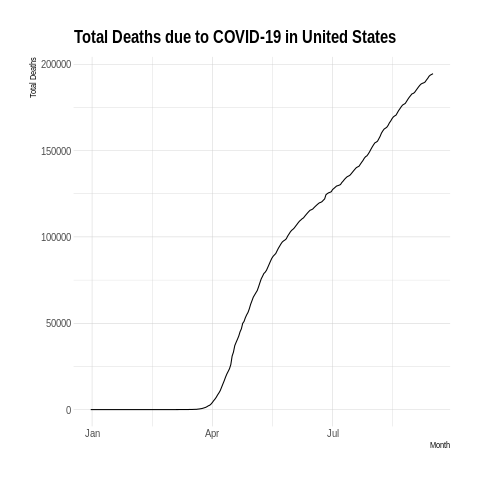 Total Deaths due to COVID-19 in United States
Total Deaths
200000
150000
100000
50000
0
Jan
Apr
Jul
Month